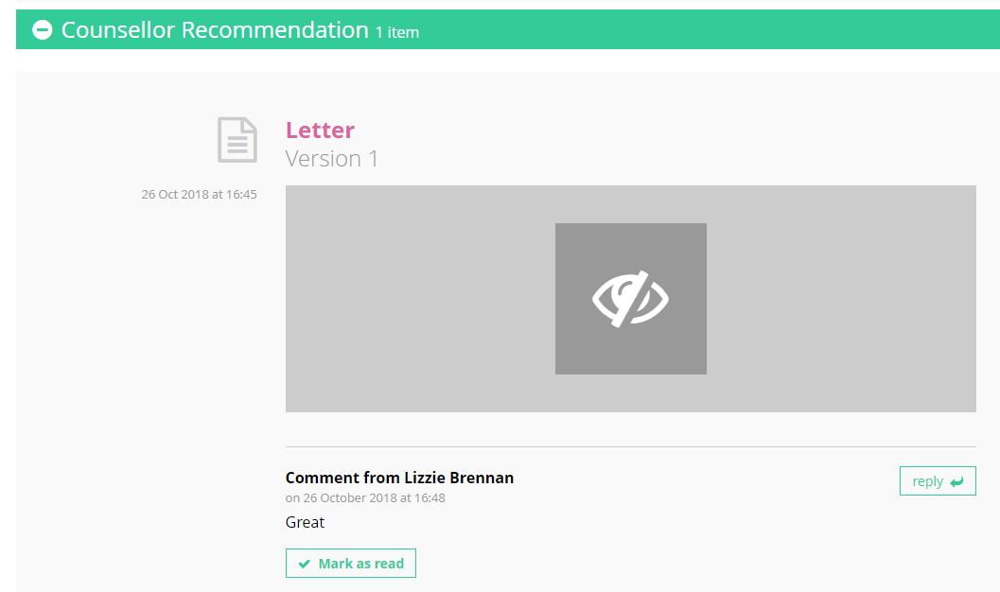 Counsellor Recommendation 1 item
Letter
Version 1
26 Oct 2018 at 16:45
Comment from Lizzie Brennan
reply
on 26 October 2018 at 16:48
Great
Mark as read